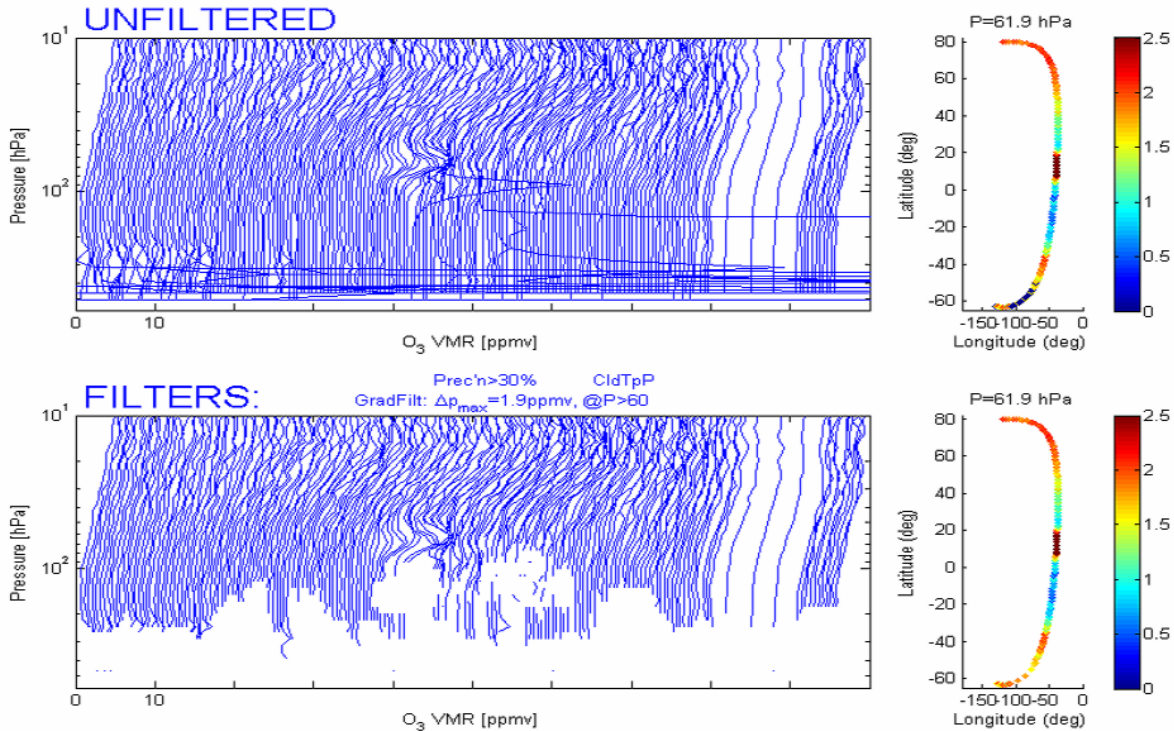 UNFILTERED
10¹
10²
Pressure [hPa]
0 10
O₃ VMR [ppmv]
P=61.9 hPa
80
60
40
20
0
-20
-40
-60
Latitude (deg)
-150-100-50 0
Longitude (deg)
2.5
2
1.5
1
0.5
0
FILTERS:
Prec'n>30% CldTpP
GradFilt: Δpmax=1.9ppmv, @P>60
10¹
10²
Pressure [hPa]
0 10
O₃ VMR [ppmv]
P=61.9 hPa
80
60
40
20
0
-20
-40
-60
Latitude (deg)
-150-100-50 0
Longitude (deg)
2.5
2
1.5
1
0.5
0